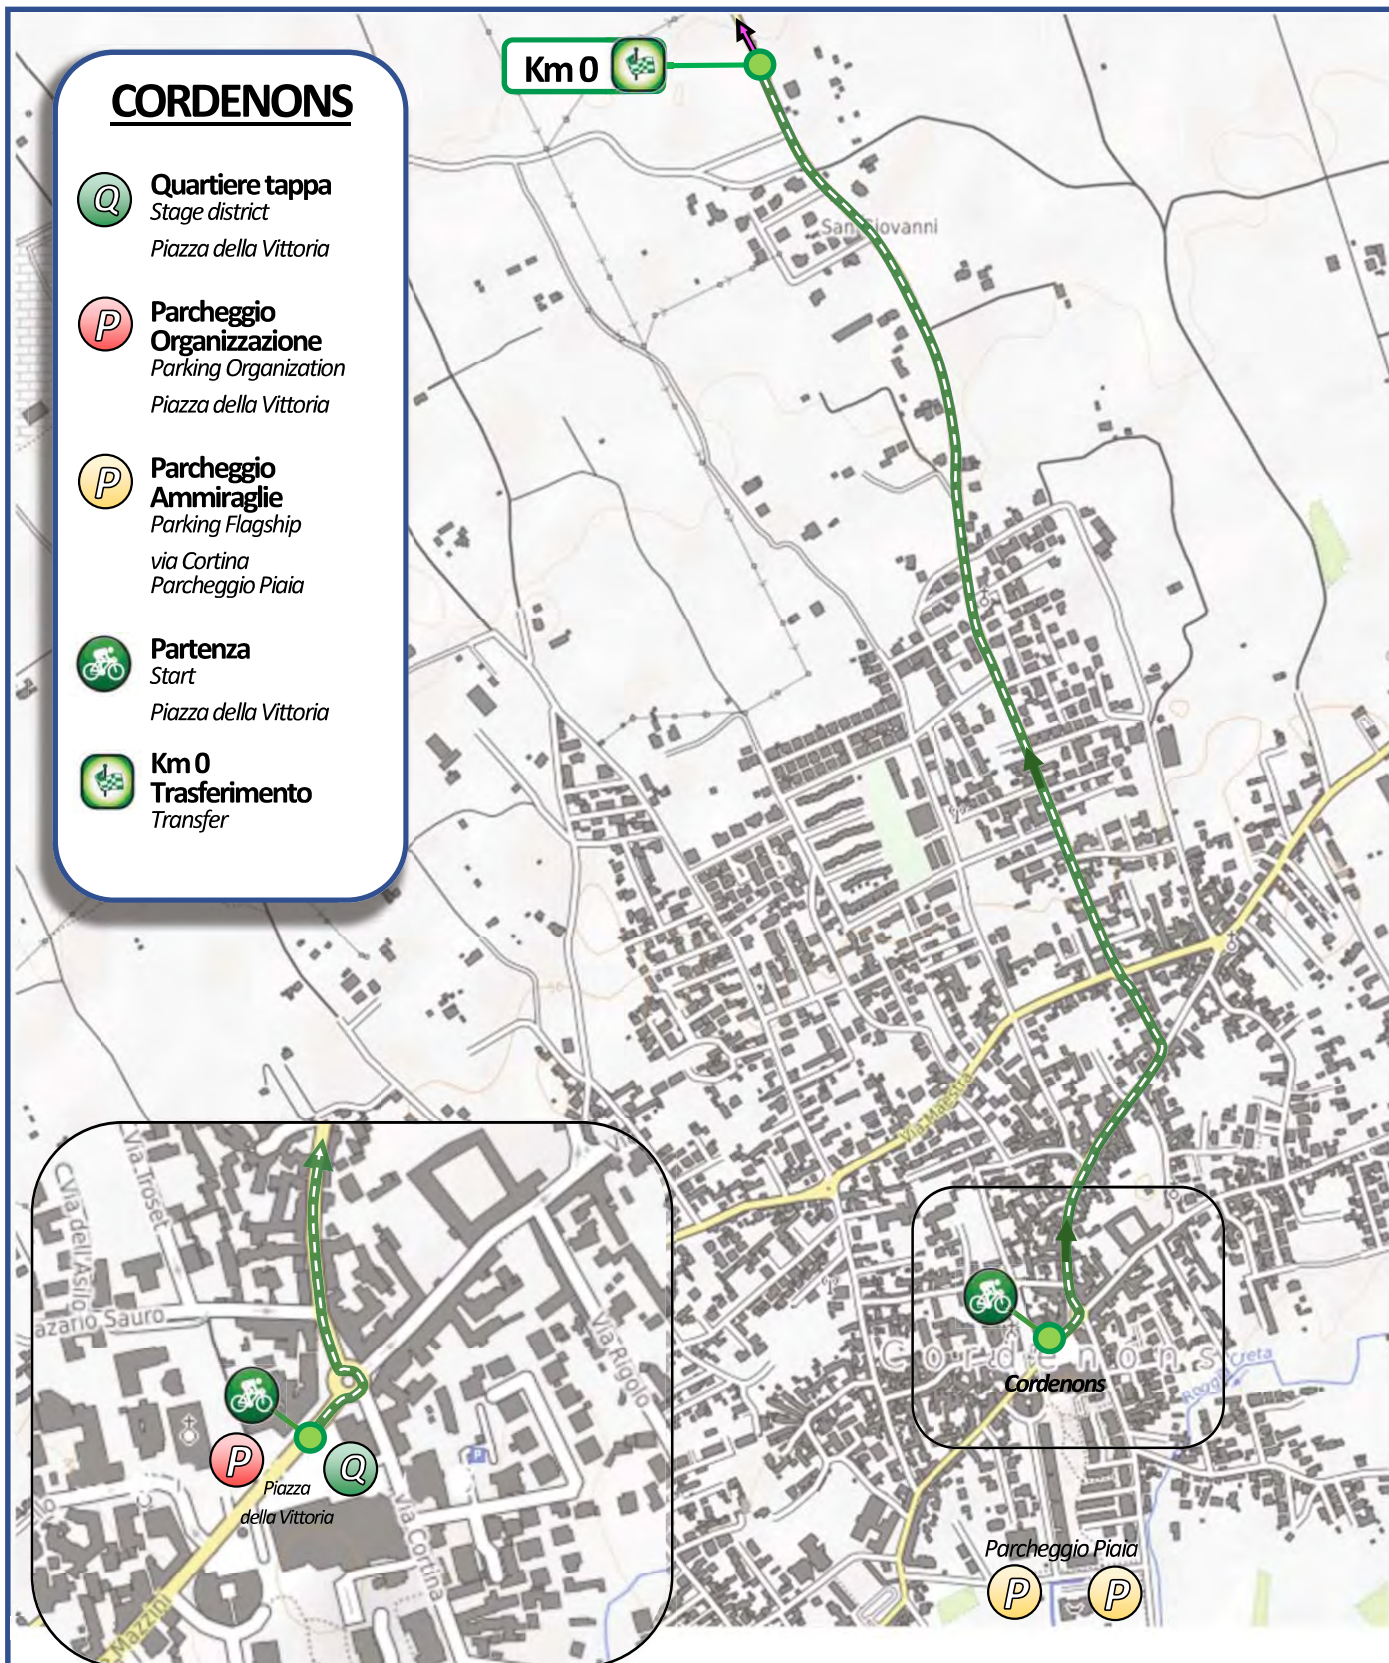 Km 0
CORDENONS
Q
Quartiere tappa
Stage district
Piazza della Vittoria
P
Parcheggio
Organizzazione
Parking Organization
Piazza della Vittoria
P
Parcheggio
Ammiraglie
Parking Flagship
via Cortina
Parcheggio Piaia
Partenza
Start
Piazza della Vittoria
Km 0
Trasferimento
Transfer
San Giovanni
Via Maestra
Cordenons
Cordenons
Roggia Creta
Parcheggio Piaia
P
P
Via Troset
Via dell'Asilo
azario Sauro
Via Rigolo
P
Q
P
Piazza
della Vittoria
Via Cortina
Mazzini